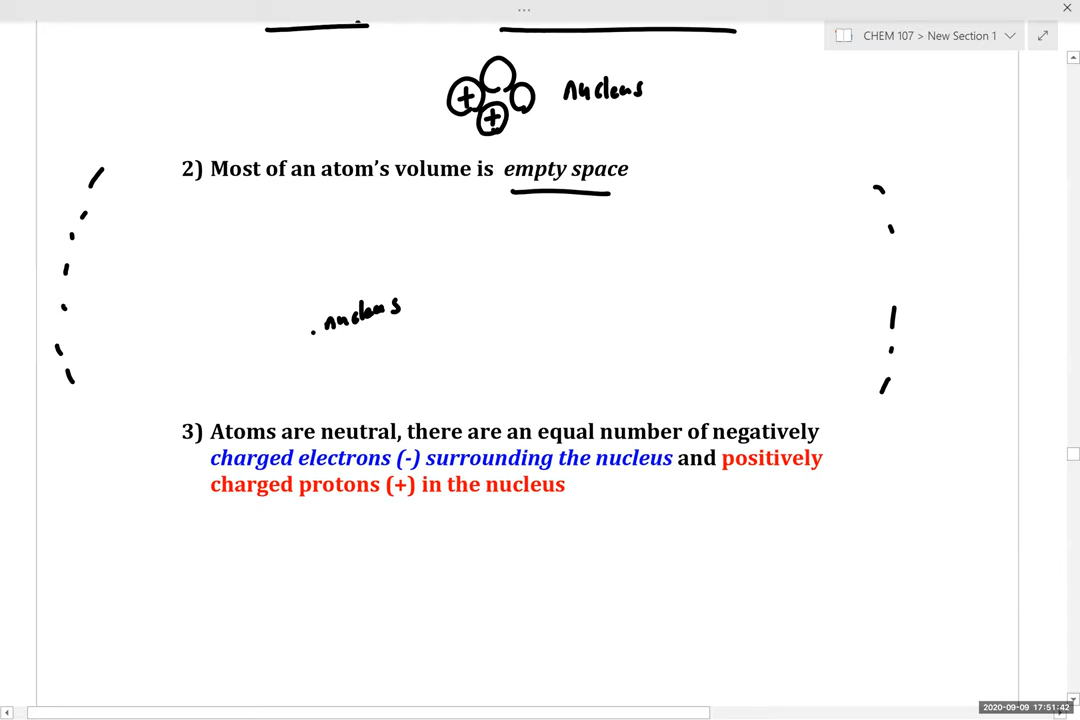 CHEM 107 > New Section 1
nucleus
2) Most of an atom’s volume is empty space
nucleus
3) Atoms are neutral, there are an equal number of negatively
charged electrons (-) surrounding the nucleus and positively
charged protons (+) in the nucleus
2020-09-09 17:51:42